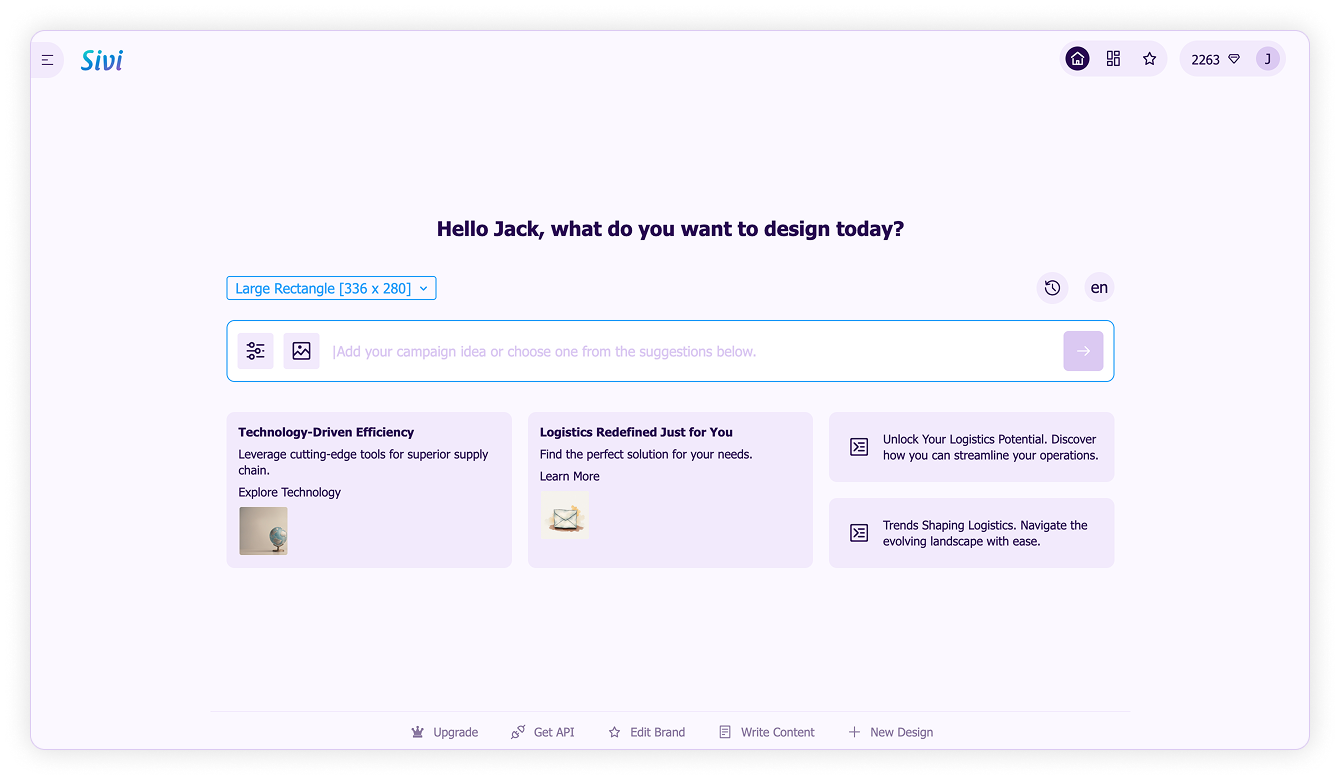 Sivi
2263
J
Hello Jack, what do you want to design today?
Large Rectangle [336 x 280]
en
Add your campaign idea or choose one from the suggestions below.
Technology-Driven Efficiency
Leverage cutting-edge tools for superior supply
chain.
Explore Technology
Logistics Redefined Just for You
Find the perfect solution for your needs.
Learn More
Unlock Your Logistics Potential. Discover
how you can streamline your operations.
Trends Shaping Logistics. Navigate the
evolving landscape with ease.
Upgrade
Get API
Edit Brand
Write Content
New Design